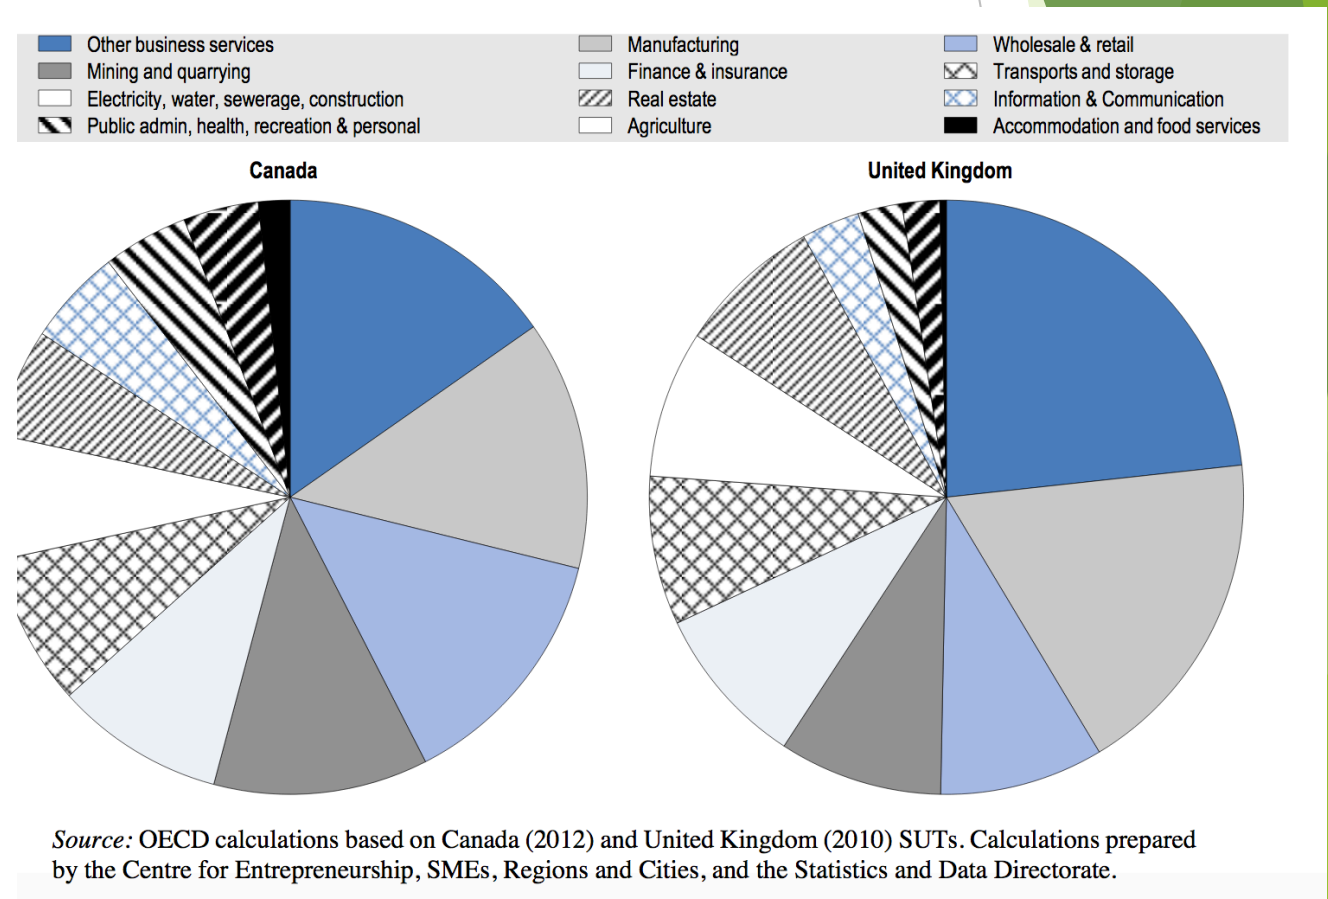 Other business services Manufacturing Wholesale & retail
Mining and quarrying Finance & insurance Transports and storage
Electricity, water, sewerage, construction Real estate Information & Communication
Public admin, health, recreation & personal Agriculture Accommodation and food services
Canada United Kingdom
Source: OECD calculations based on Canada (2012) and United Kingdom (2010) SUTs. Calculations prepared
by the Centre for Entrepreneurship, SMEs, Regions and Cities, and the Statistics and Data Directorate.